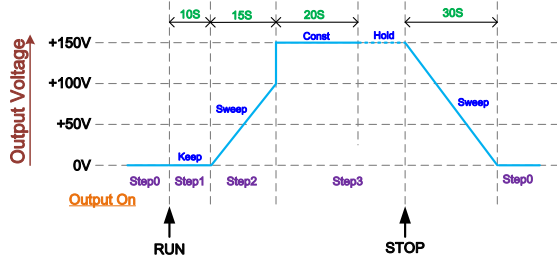 10S 15S 20S 30S
+150V
Const Hold
+100V
Sweep Sweep
+50V
Output Voltage
Keep
0V
Step0 Step1 Step2 Step3 Step0
Output On
RUN STOP